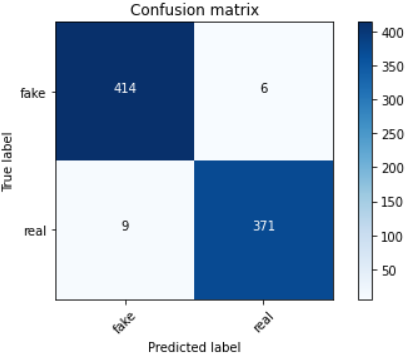 Confusion matrix
True label
fake
414
6
real
9
371
fake
real
Predicted label
400
350
300
250
200
150
100
50